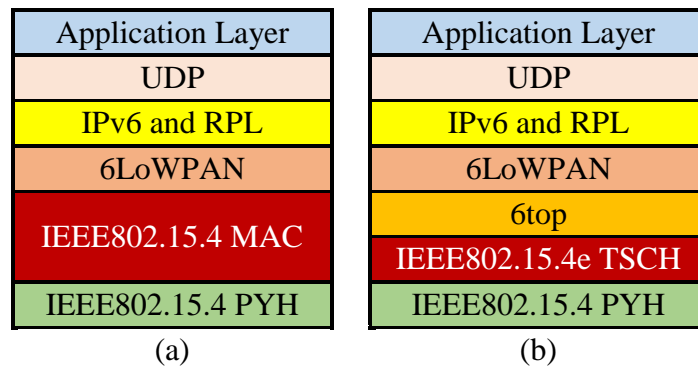 Application Layer
UDP
IPv6 and RPL
6LoWPAN
IEEE802.15.4 MAC
IEEE802.15.4 PYH
(a)
Application Layer
UDP
IPv6 and RPL
6LoWPAN
6top
IEEE802.15.4e TSCH
IEEE802.15.4 PYH
(b)